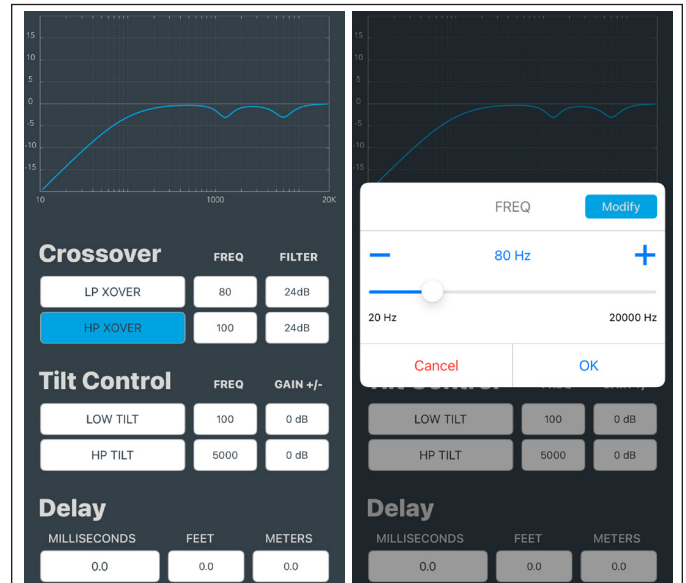 15
10
5
0
-5
-10
-15
10 1000 20K
Crossover FREQ FILTER
LP XOVER 80 24dB
HP XOVER 100 24dB
Tilt Control FREQ GAIN +/-
LOW TILT 100 0 dB
HP TILT 5000 0 dB
Delay
MILLISECONDS FEET METERS
0.0 0.0 0.0
15
10
5
0
-5
-10
-15
FREQ Modify
− 80 Hz +
20 Hz 20000 Hz
Cancel OK
LOW TILT 100 0 dB
HP TILT 5000 0 dB
Delay
MILLISECONDS FEET METERS
0.0 0.0 0.0